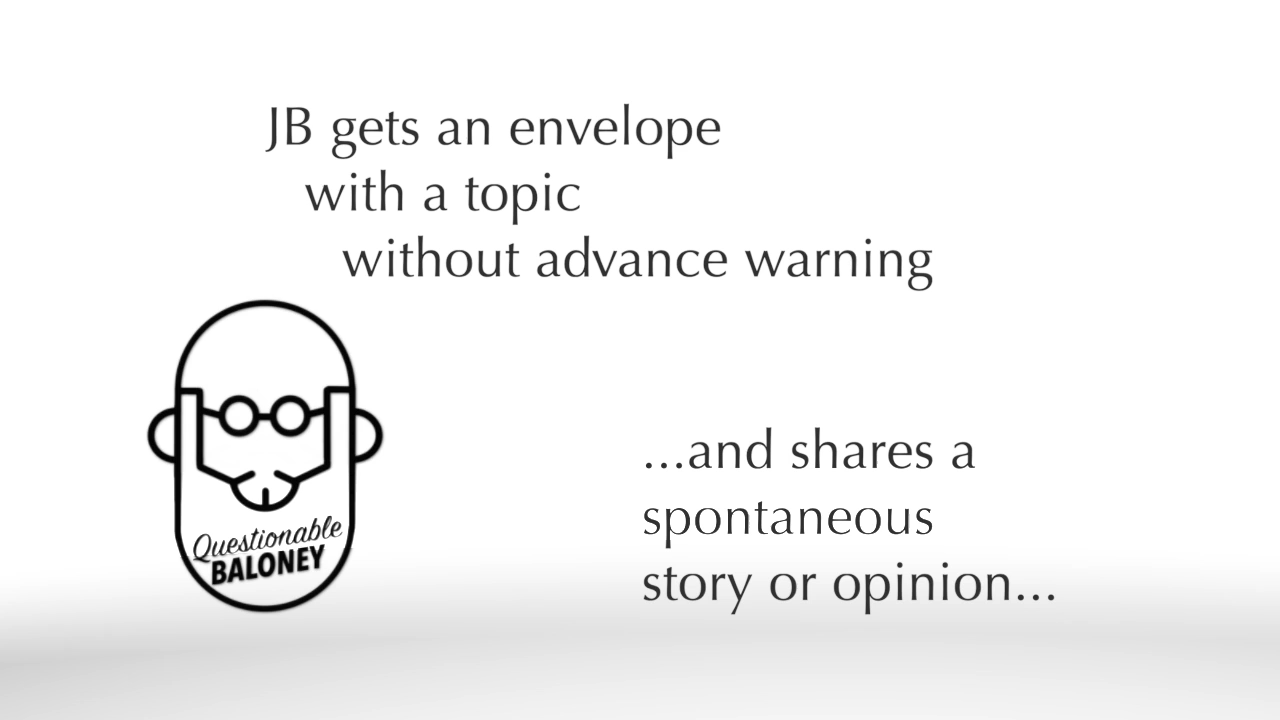 JB gets an envelope
with a topic
without advance warning
Questionable
BALONEY
...and shares a
spontaneous
story or opinion...